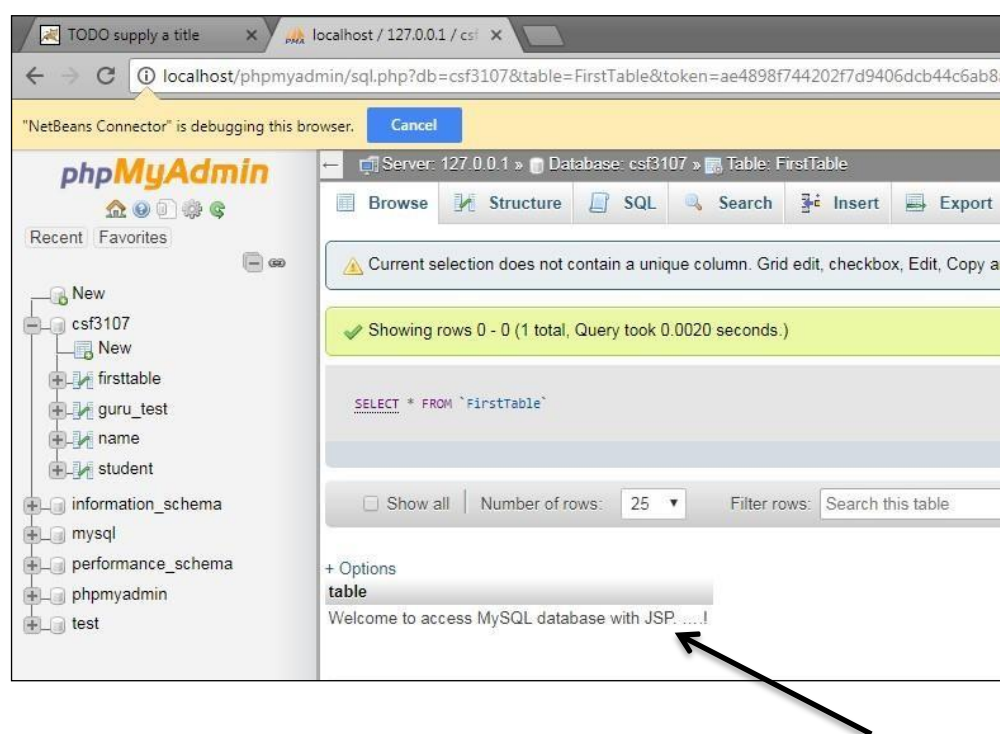 TODO supply a title
localhost / 127.0.0.1 / csf
localhost/phpmyadmin/sql.php?db=csf3107&table=FirstTable&token=ae4898f744202f7d9406dcb44c6ab8
"NetBeans Connector" is debugging this browser. Cancel
phpMyAdmin
Recent Favorites
New
csf3107
New
firsttable
guru_test
name
student
information_schema
mysql
performance_schema
phpmyadmin
test
Server: 127.0.0.1 » Database: csf3107 » Table: FirstTable
Browse Structure SQL Search Insert Export
Current selection does not contain a unique column. Grid edit, checkbox, Edit, Copy a
Showing rows 0 - 0 (1 total, Query took 0.0020 seconds.)
SELECT * FROM `FirstTable`
Show all Number of rows: 25 Filter rows: Search this table
+ Options
table
Welcome to access MySQL database with JSP. ....!